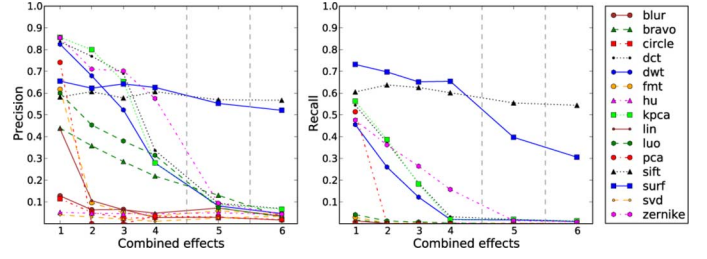 1.0
0.9
0.8
0.7
0.6
0.5
0.4
0.3
0.2
0.1
Precision
1 2 3 4 5 6
Combined effects
1.0
0.9
0.8
0.7
0.6
0.5
0.4
0.3
0.2
0.1
Recall
1 2 3 4 5 6
Combined effects
blur
bravo
circle
dct
dwt
fmt
hu
kpca
lin
luo
pca
sift
surf
svd
zernike